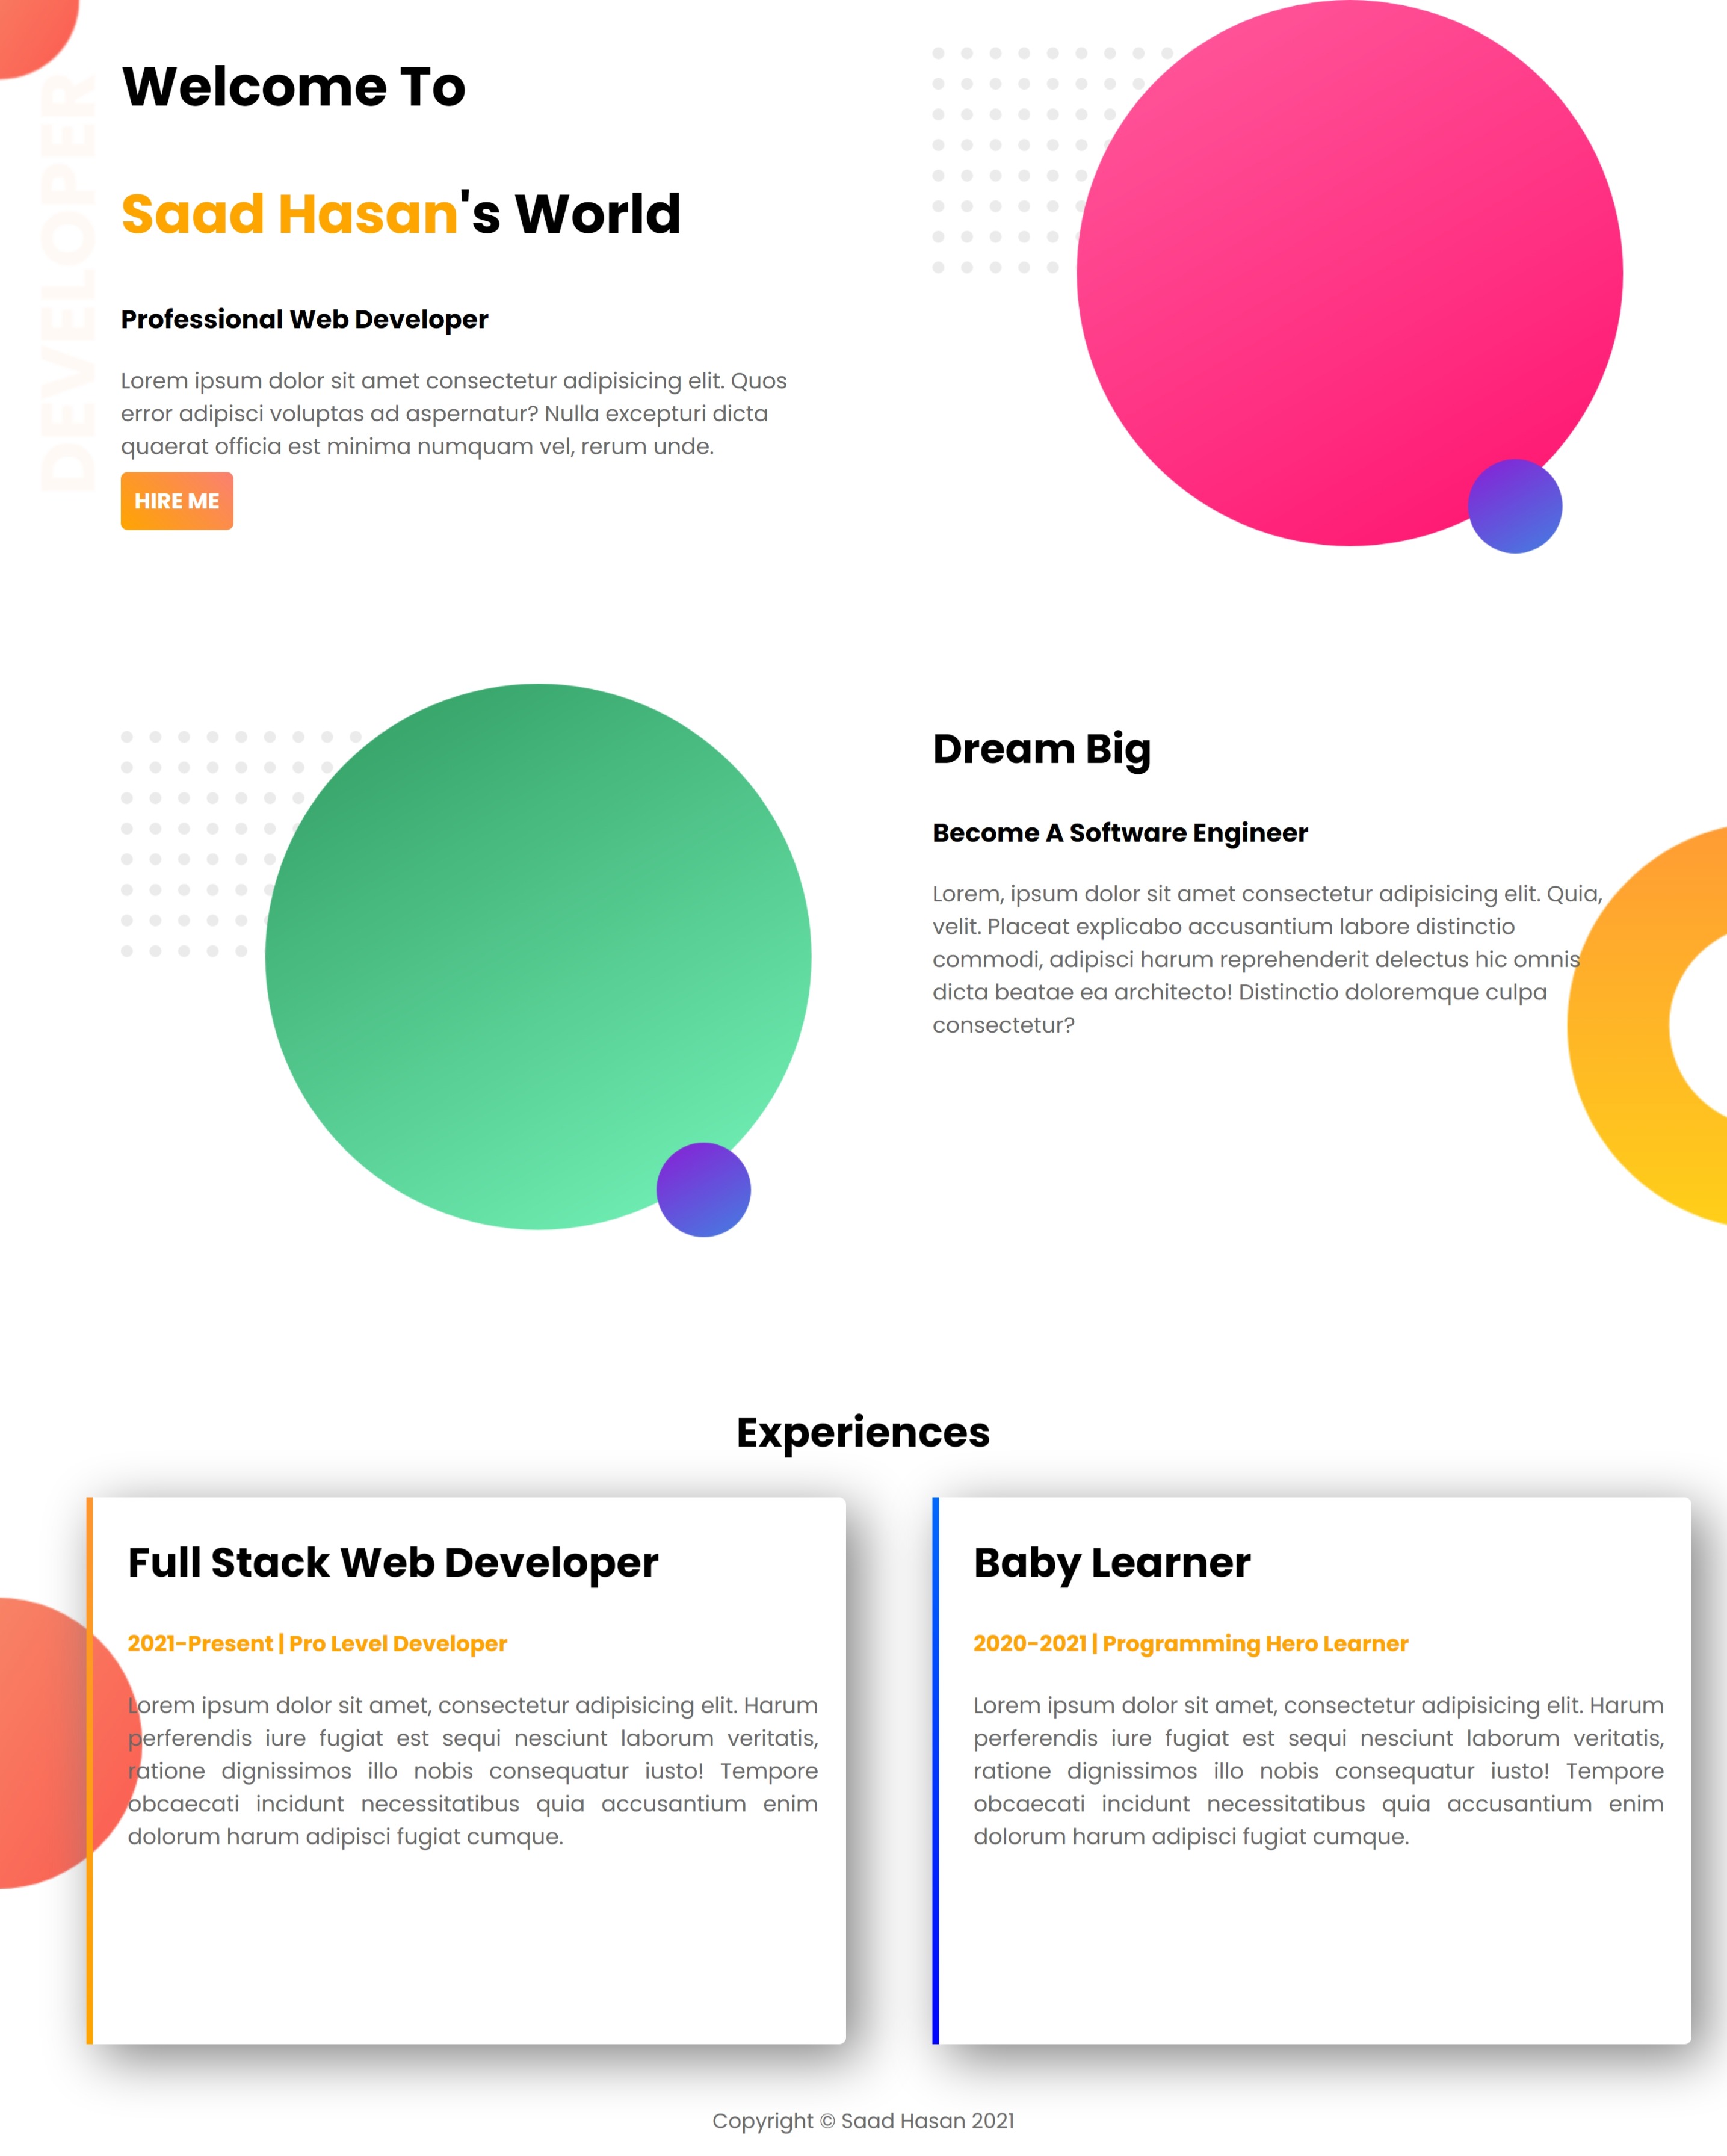 DEVELOPER
Welcome To
Saad Hasan's World
Professional Web Developer
Lorem ipsum dolor sit amet consectetur adipisicing elit. Quos
error adipisci voluptas ad aspernatur? Nulla excepturi dicta
quaerat officia est minima numquam vel, rerum unde.
HIRE ME
Dream Big
Become A Software Engineer
Lorem, ipsum dolor sit amet consectetur adipisicing elit. Quia,
velit. Placeat explicabo accusantium labore distinctio
commodi, adipisci harum reprehenderit delectus hic omnis
dicta beatae ea architecto! Distinctio doloremque culpa
consectetur?
Experiences
Full Stack Web Developer
2021-Present | Pro Level Developer
Lorem ipsum dolor sit amet, consectetur adipisicing elit. Harum
perferendis iure fugiat est sequi nesciunt laborum veritatis,
ratione dignissimos illo nobis consequatur iusto! Tempore
obcaecati incidunt necessitatibus quia accusantium enim
dolorum harum adipisci fugiat cumque.
Baby Learner
2020-2021 | Programming Hero Learner
Lorem ipsum dolor sit amet, consectetur adipisicing elit. Harum
perferendis iure fugiat est sequi nesciunt laborum veritatis,
ratione dignissimos illo nobis consequatur iusto! Tempore
obcaecati incidunt necessitatibus quia accusantium enim
dolorum harum adipisci fugiat cumque.
Copyright © Saad Hasan 2021